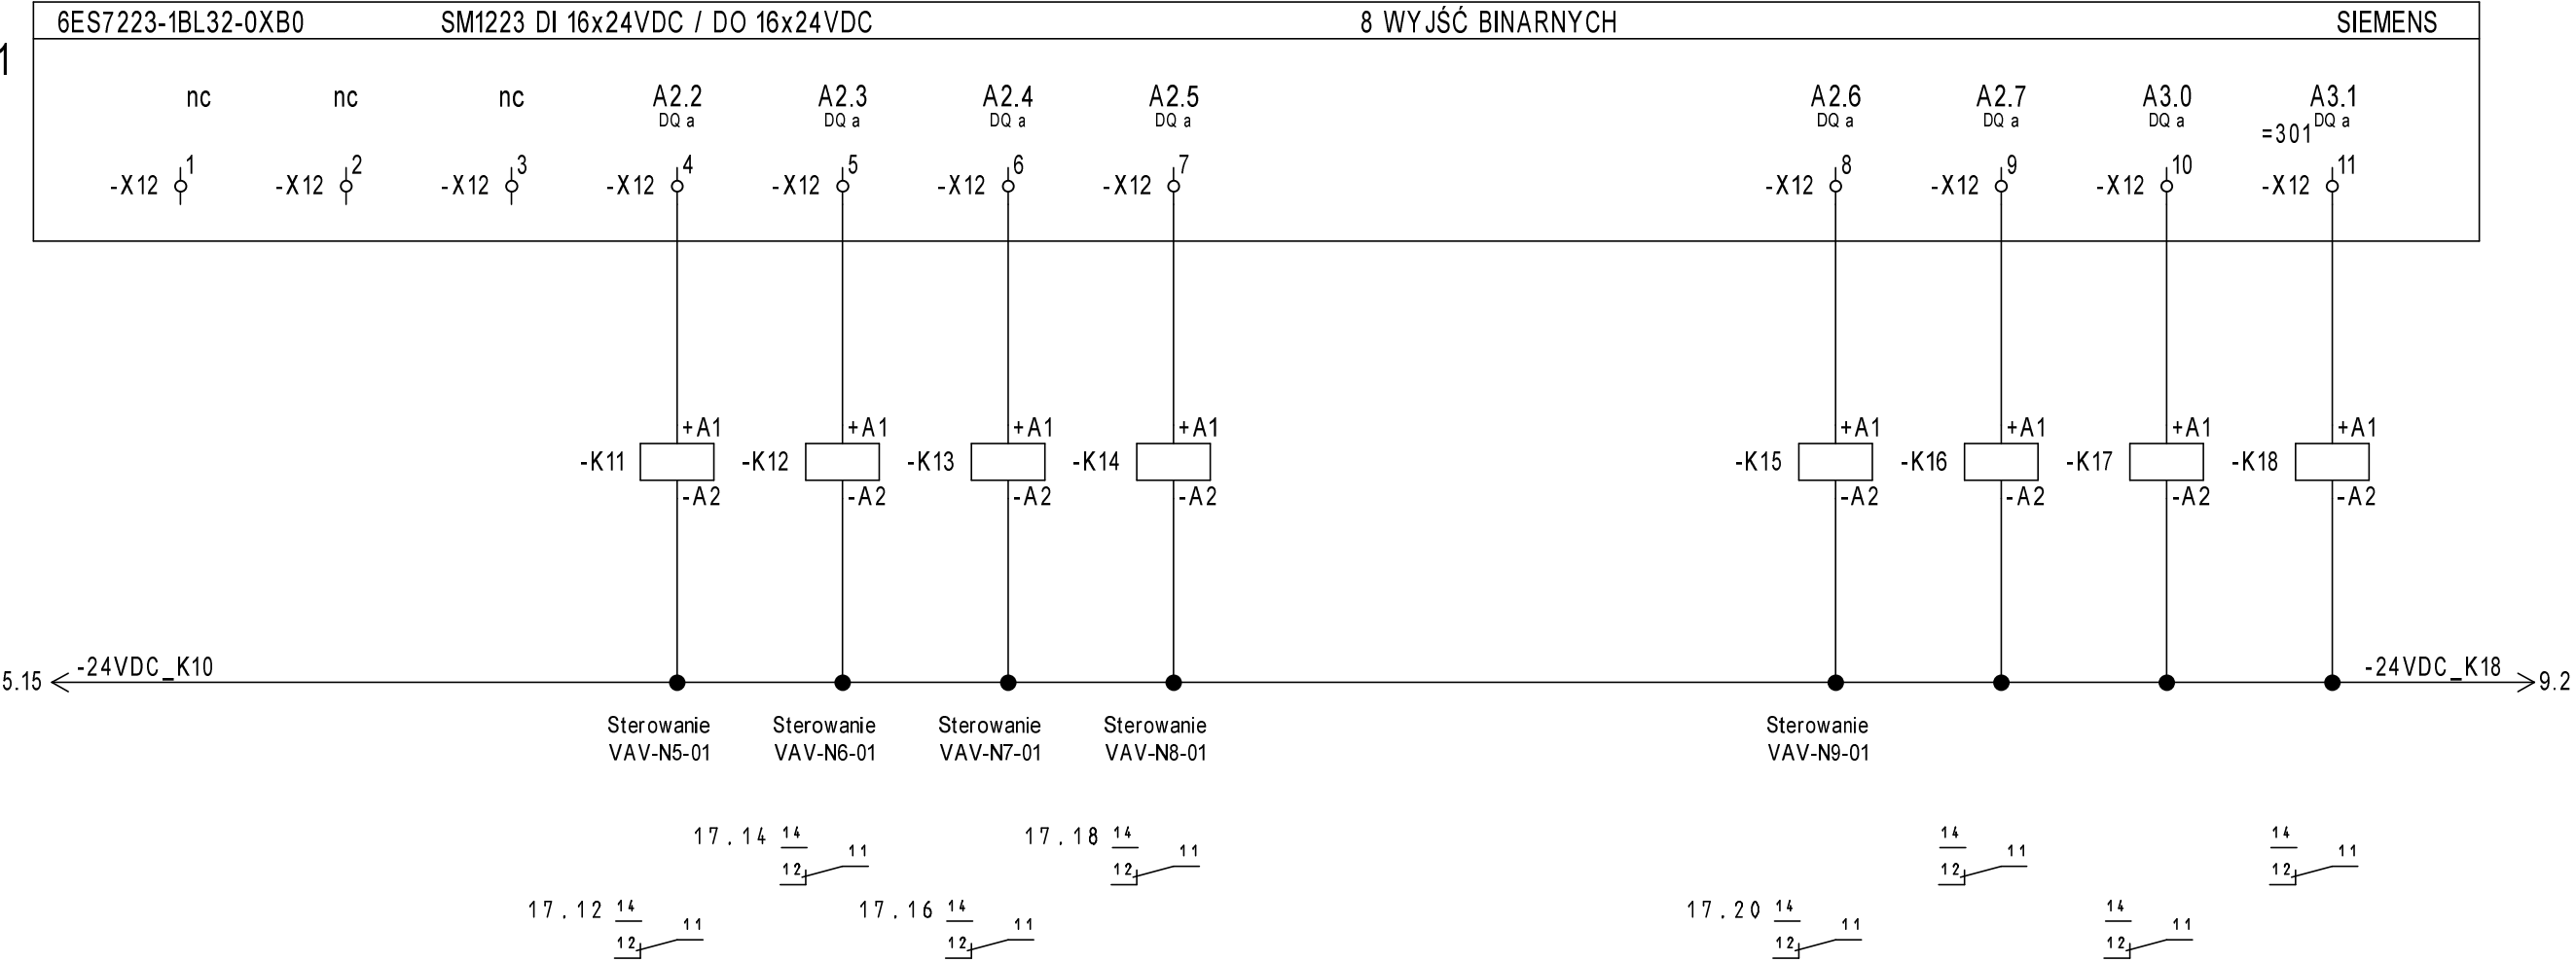 6ES7223-1BL32-0XB0 SM1223 DI 16x24VDC / DO 16x24VDC 8 WYJŚĆ BINARNYCH SIEMENS
1
nc nc nc A2.2 A2.3 A2.4 A2.5 A2.6 A2.7 A3.0 A3.1
DQ a DQ a DQ a DQ a DQ a DQ a DQ a DQ a
=301
1 2 3 4 5 6 7 8 9 10 11
-X12 -X12 -X12 -X12 -X12 -X12 -X12 -X12 -X12 -X12 -X12
+A1 +A1 +A1 +A1 +A1 +A1 +A1 +A1
-K11 -K12 -K13 -K14 -K15 -K16 -K17 -K18
-A2 -A2 -A2 -A2 -A2 -A2 -A2 -A2
-24VDC_K10 -24VDC_K18
5.15 9.2
Sterowanie Sterowanie Sterowanie Sterowanie Sterowanie
VAV-N5-01 VAV-N6-01 VAV-N7-01 VAV-N8-01 VAV-N9-01
17.14 14 17.18 14 14 14
11 11 11 11
12 12 12 12
17.12 14 17.16 14 17.20 14 14
11 11 11 11
12 12 12 12